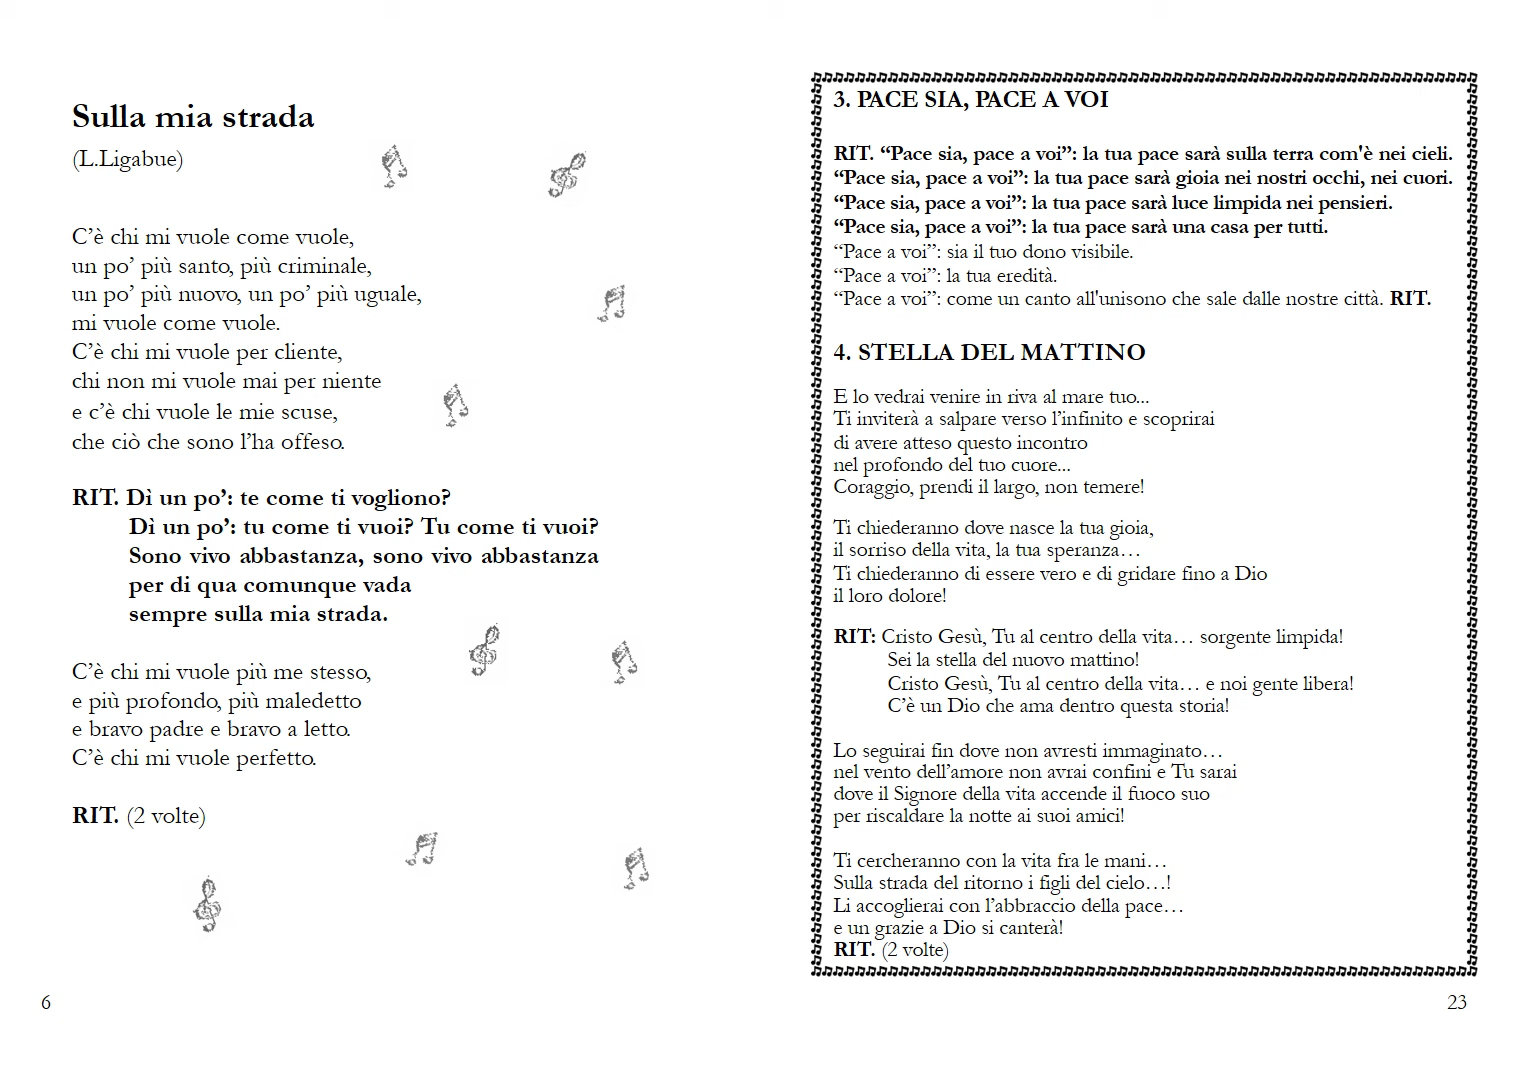 Sulla mia strada
(L.Ligabue)
C’è chi mi vuole come vuole,
un po’ più santo, più criminale,
un po’ più nuovo, un po’ più uguale,
mi vuole come vuole.
C’è chi mi vuole per cliente,
chi non mi vuole mai per niente
e c’è chi vuole le mie scuse,
che ciò che sono l’ha offeso.
RIT. Dì un po’: te come ti vogliono?
Dì un po’: tu come ti vuoi? Tu come ti vuoi?
Sono vivo abbastanza, sono vivo abbastanza
per di qua comunque vada
sempre sulla mia strada.
C’è chi mi vuole più me stesso,
e più profondo, più maledetto
e bravo padre e bravo a letto.
C’è chi mi vuole perfetto.
RIT. (2 volte)
6
3. PACE SIA, PACE A VOI
RIT. “Pace sia, pace a voi”: la tua pace sarà sulla terra com'è nei cieli.
“Pace sia, pace a voi”: la tua pace sarà gioia nei nostri occhi, nei cuori.
“Pace sia, pace a voi”: la tua pace sarà luce limpida nei pensieri.
“Pace sia, pace a voi”: la tua pace sarà una casa per tutti.
“Pace a voi”: sia il tuo dono visibile.
“Pace a voi”: la tua eredità.
“Pace a voi”: come un canto all'unisono che sale dalle nostre città. RIT.
4. STELLA DEL MATTINO
E lo vedrai venire in riva al mare tuo...
Ti inviterà a salpare verso l’infinito e scoprirai
di avere atteso questo incontro
nel profondo del tuo cuore...
Coraggio, prendi il largo, non temere!
Ti chiederanno dove nasce la tua gioia,
il sorriso della vita, la tua speranza…
Ti chiederanno di essere vero e di gridare fino a Dio
il loro dolore!
RIT: Cristo Gesù, Tu al centro della vita… sorgente limpida!
Sei la stella del nuovo mattino!
Cristo Gesù, Tu al centro della vita… e noi gente libera!
C’è un Dio che ama dentro questa storia!
Lo seguirai fin dove non avresti immaginato…
nel vento dell’amore non avrai confini e Tu sarai
dove il Signore della vita accende il fuoco suo
per riscaldare la notte ai suoi amici!
Ti cercheranno con la vita fra le mani…
Sulla strada del ritorno i figli del cielo…!
Li accoglierai con l’abbraccio della pace…
e un grazie a Dio si canterà!
RIT. (2 volte)
23